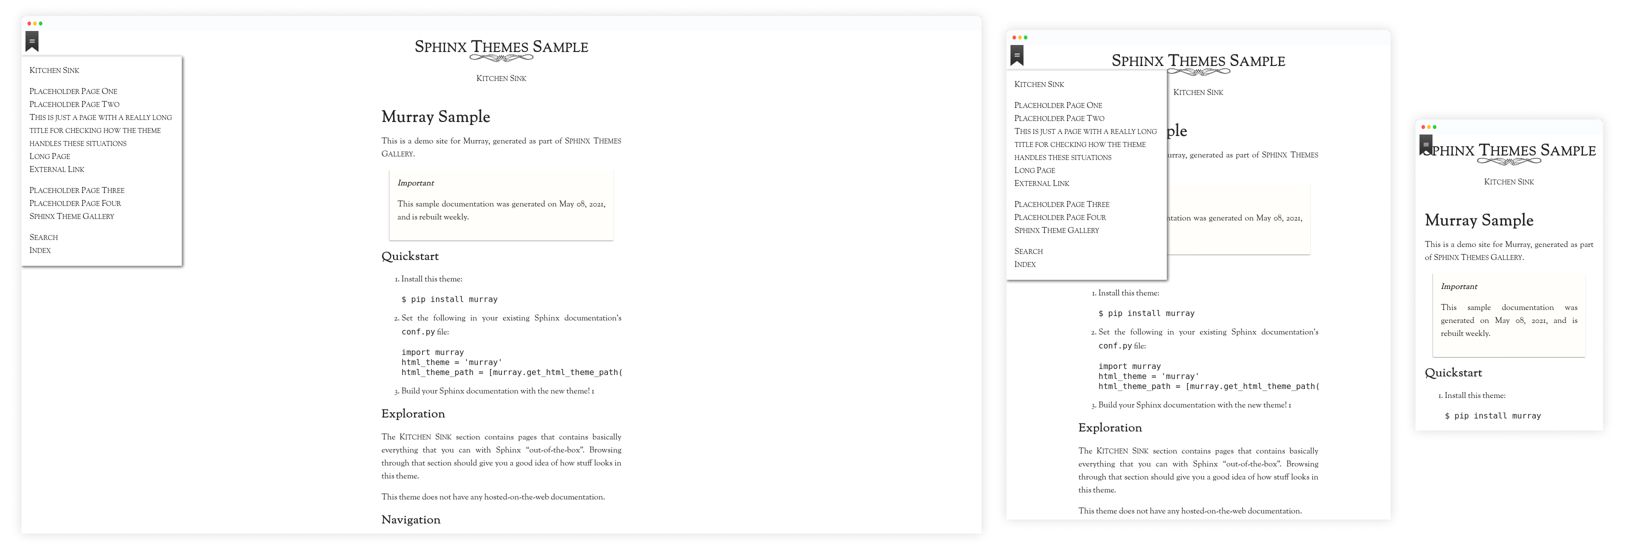 SPHINX THEMES SAMPLE
KITCHEN SINK
KITCHEN SINK
PLACEHOLDER PAGE ONE
PLACEHOLDER PAGE TWO
THIS IS JUST A PAGE WITH A REALLY LONG
TITLE FOR CHECKING HOW THE THEME
HANDLES THESE SITUATIONS
LONG PAGE
EXTERNAL LINK
PLACEHOLDER PAGE THREE
PLACEHOLDER PAGE FOUR
SPHINX THEME GALLERY
SEARCH
INDEX
Murray Sample
This is a demo site for Murray, generated as part of SPHINX THEMES
GALLERY.
Important
This sample documentation was generated on May 08, 2021,
and is rebuilt weekly.
Quickstart
1. Install this theme:
$ pip install murray
2. Set the following in your existing Sphinx documentation's
conf.py file:
import murray
html_theme = 'murray'
html_theme_path = [murray.get_html_theme_path(
3. Build your Sphinx documentation with the new theme! 1
Exploration
The KITCHEN SINK section contains pages that contains basically
everything that you can with Sphinx “out-of-the-box”. Browsing
through that section should give you a good idea of how stuff looks in
this theme.
This theme does not have any hosted-on-the-web documentation.
Navigation
SPHINX THEMES SAMPLE
KITCHEN SINK
KITCHEN SINK
PLACEHOLDER PAGE ONE
PLACEHOLDER PAGE TWO
THIS IS JUST A PAGE WITH A REALLY LONG
TITLE FOR CHECKING HOW THE THEME
HANDLES THESE SITUATIONS
LONG PAGE
EXTERNAL LINK
PLACEHOLDER PAGE THREE
PLACEHOLDER PAGE FOUR
SPHINX THEME GALLERY
SEARCH
INDEX
ple
urray, generated as part of SPHINX THEMES
ntation was generated on May 08, 2021,
1. Install this theme:
$ pip install murray
2. Set the following in your existing Sphinx documentation's
conf.py file:
import murray
html_theme = 'murray'
html_theme_path = [murray.get_html_theme_path(
3. Build your Sphinx documentation with the new theme! 1
Exploration
The KITCHEN SINK section contains pages that contains basically
everything that you can with Sphinx “out-of-the-box”. Browsing
through that section should give you a good idea of how stuff looks in
this theme.
This theme does not have any hosted-on-the-web documentation.
SPHINX THEMES SAMPLE
KITCHEN SINK
Murray Sample
This is a demo site for Murray, generated as part
of SPHINX THEMES GALLERY.
Important
This sample documentation was
generated on May 08, 2021, and is
rebuilt weekly.
Quickstart
1. Install this theme:
$ pip install murray